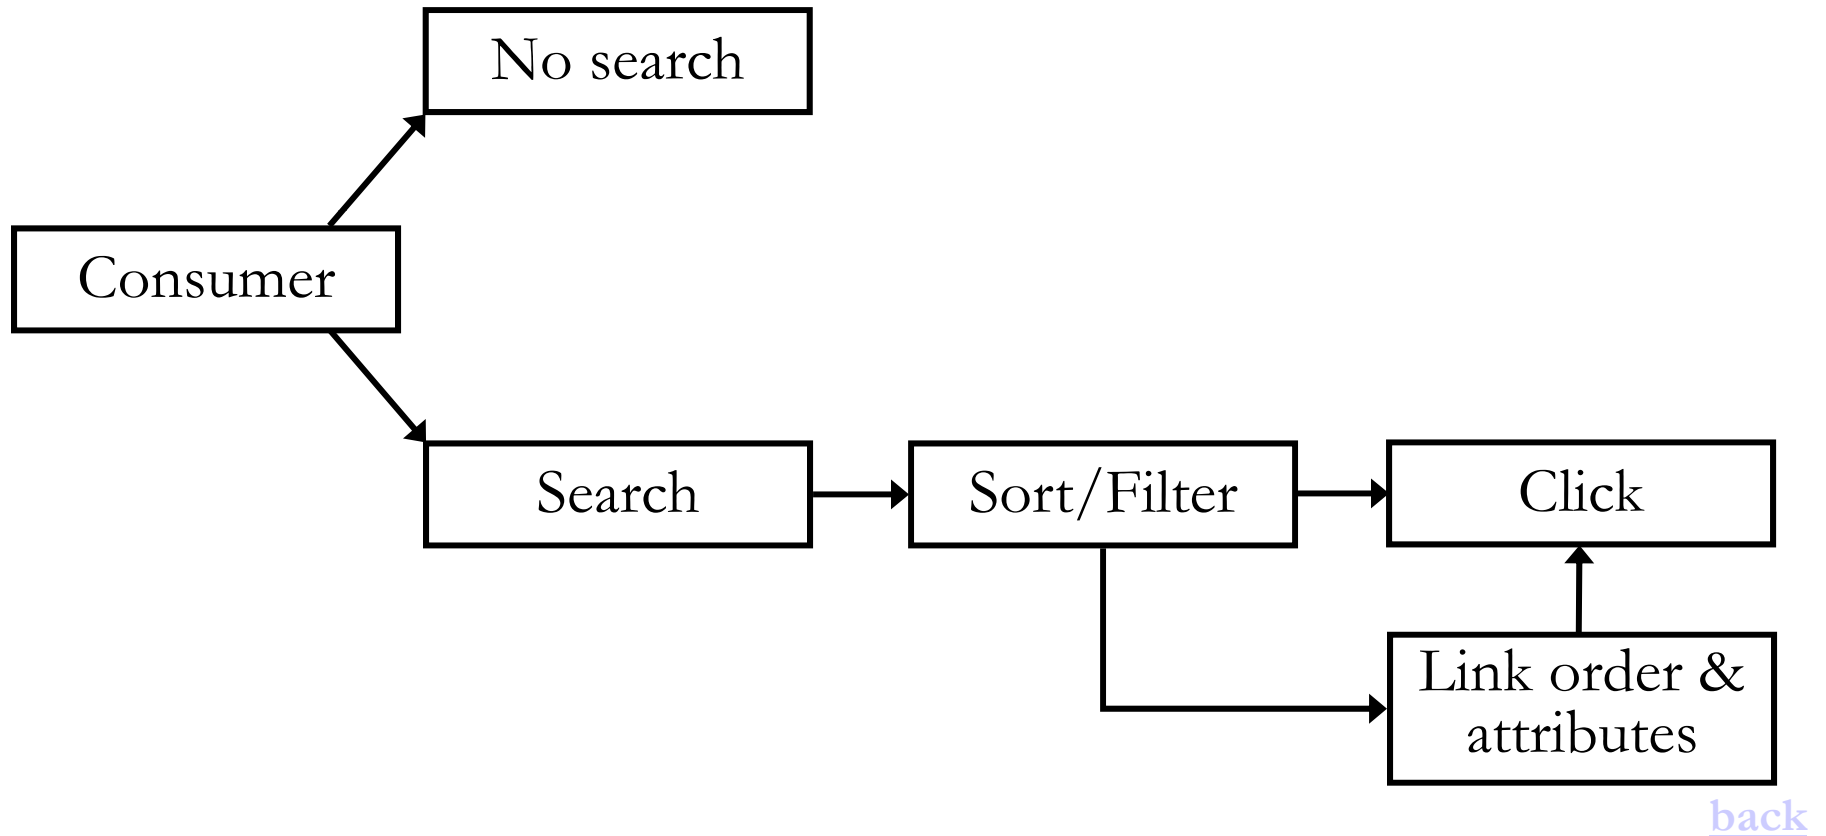 No search
Consumer
Search
Sort/Filter
Click
Link order &
attributes
back